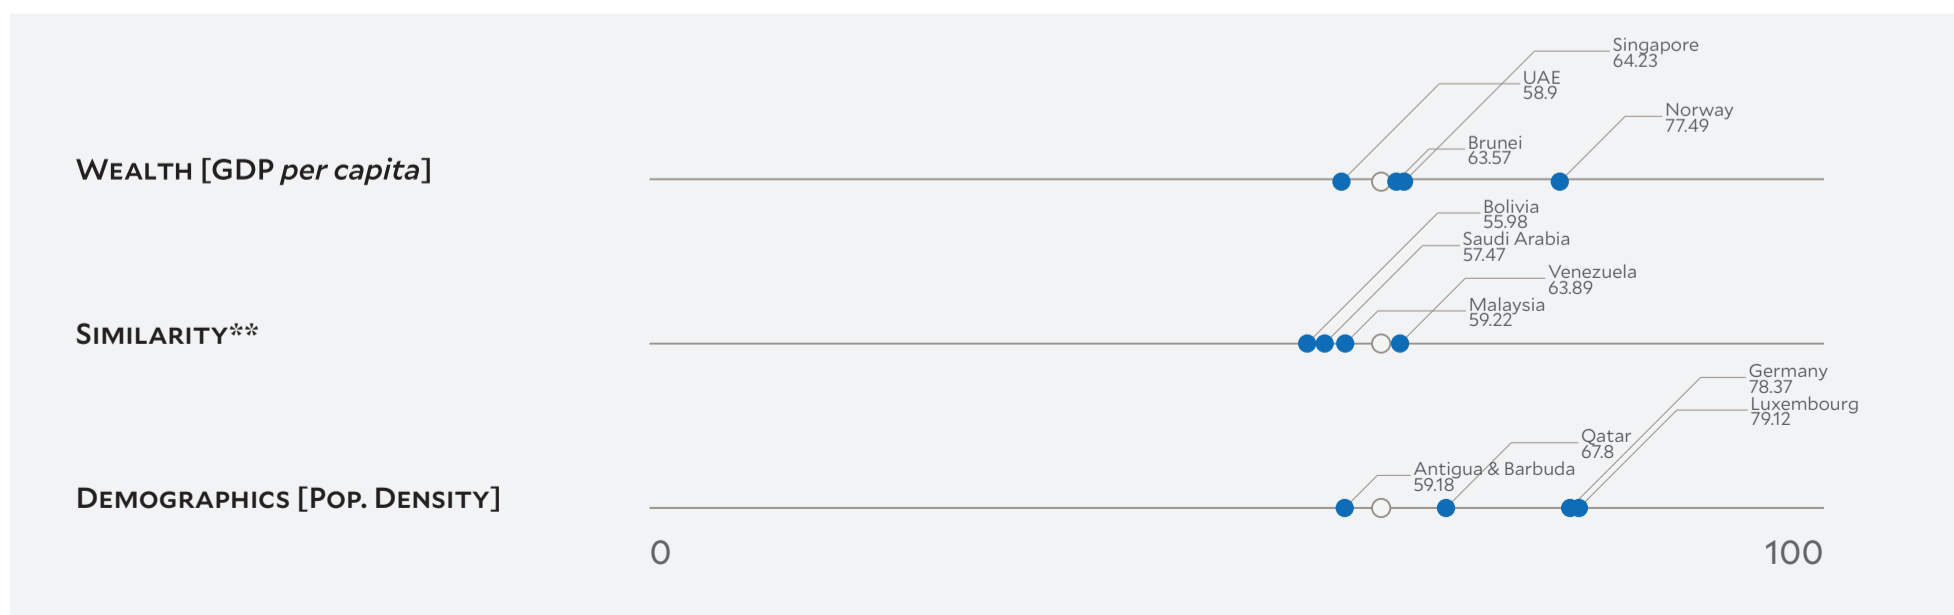 Singapore
64.23
UAE
58.9
Norway
77.49
Brunei
63.57
WEALTH [GDP per capita]
Bolivia
55.98
Saudi Arabia
57.47
Venezuela
63.89
Malaysia
59.22
SIMILARITY**
Germany
78.37
Luxembourg
79.12
Qatar
67.8
Antigua & Barbuda
59.18
DEMOGRAPHICS [POP. DENSITY]
0
100